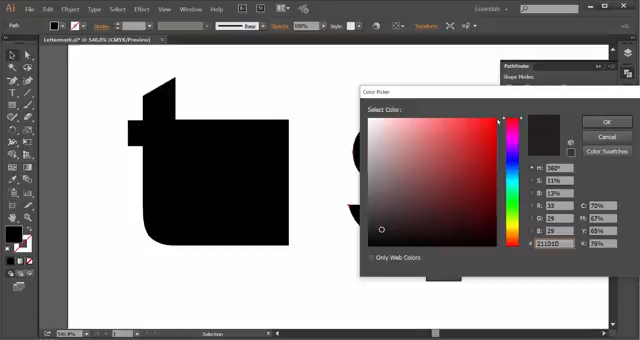 Ai File Edit Object Type Select Effect View Window Help
Essentials
Path Stroke: Basic Opacity: 100% Style: Transform
Lettermark.ai* @ 540.8% (CMYK/Preview)
Pathfinder
Shape Modes:
Color Picker
Select Color:
OK
Cancel
Color Swatches
H: 360°
S: 11%
B: 13%
R: 33 C: 70%
G: 29 M: 67%
B: 29 Y: 65%
# 211D1D K: 76%
Only Web Colors
540.8% 1 Selection